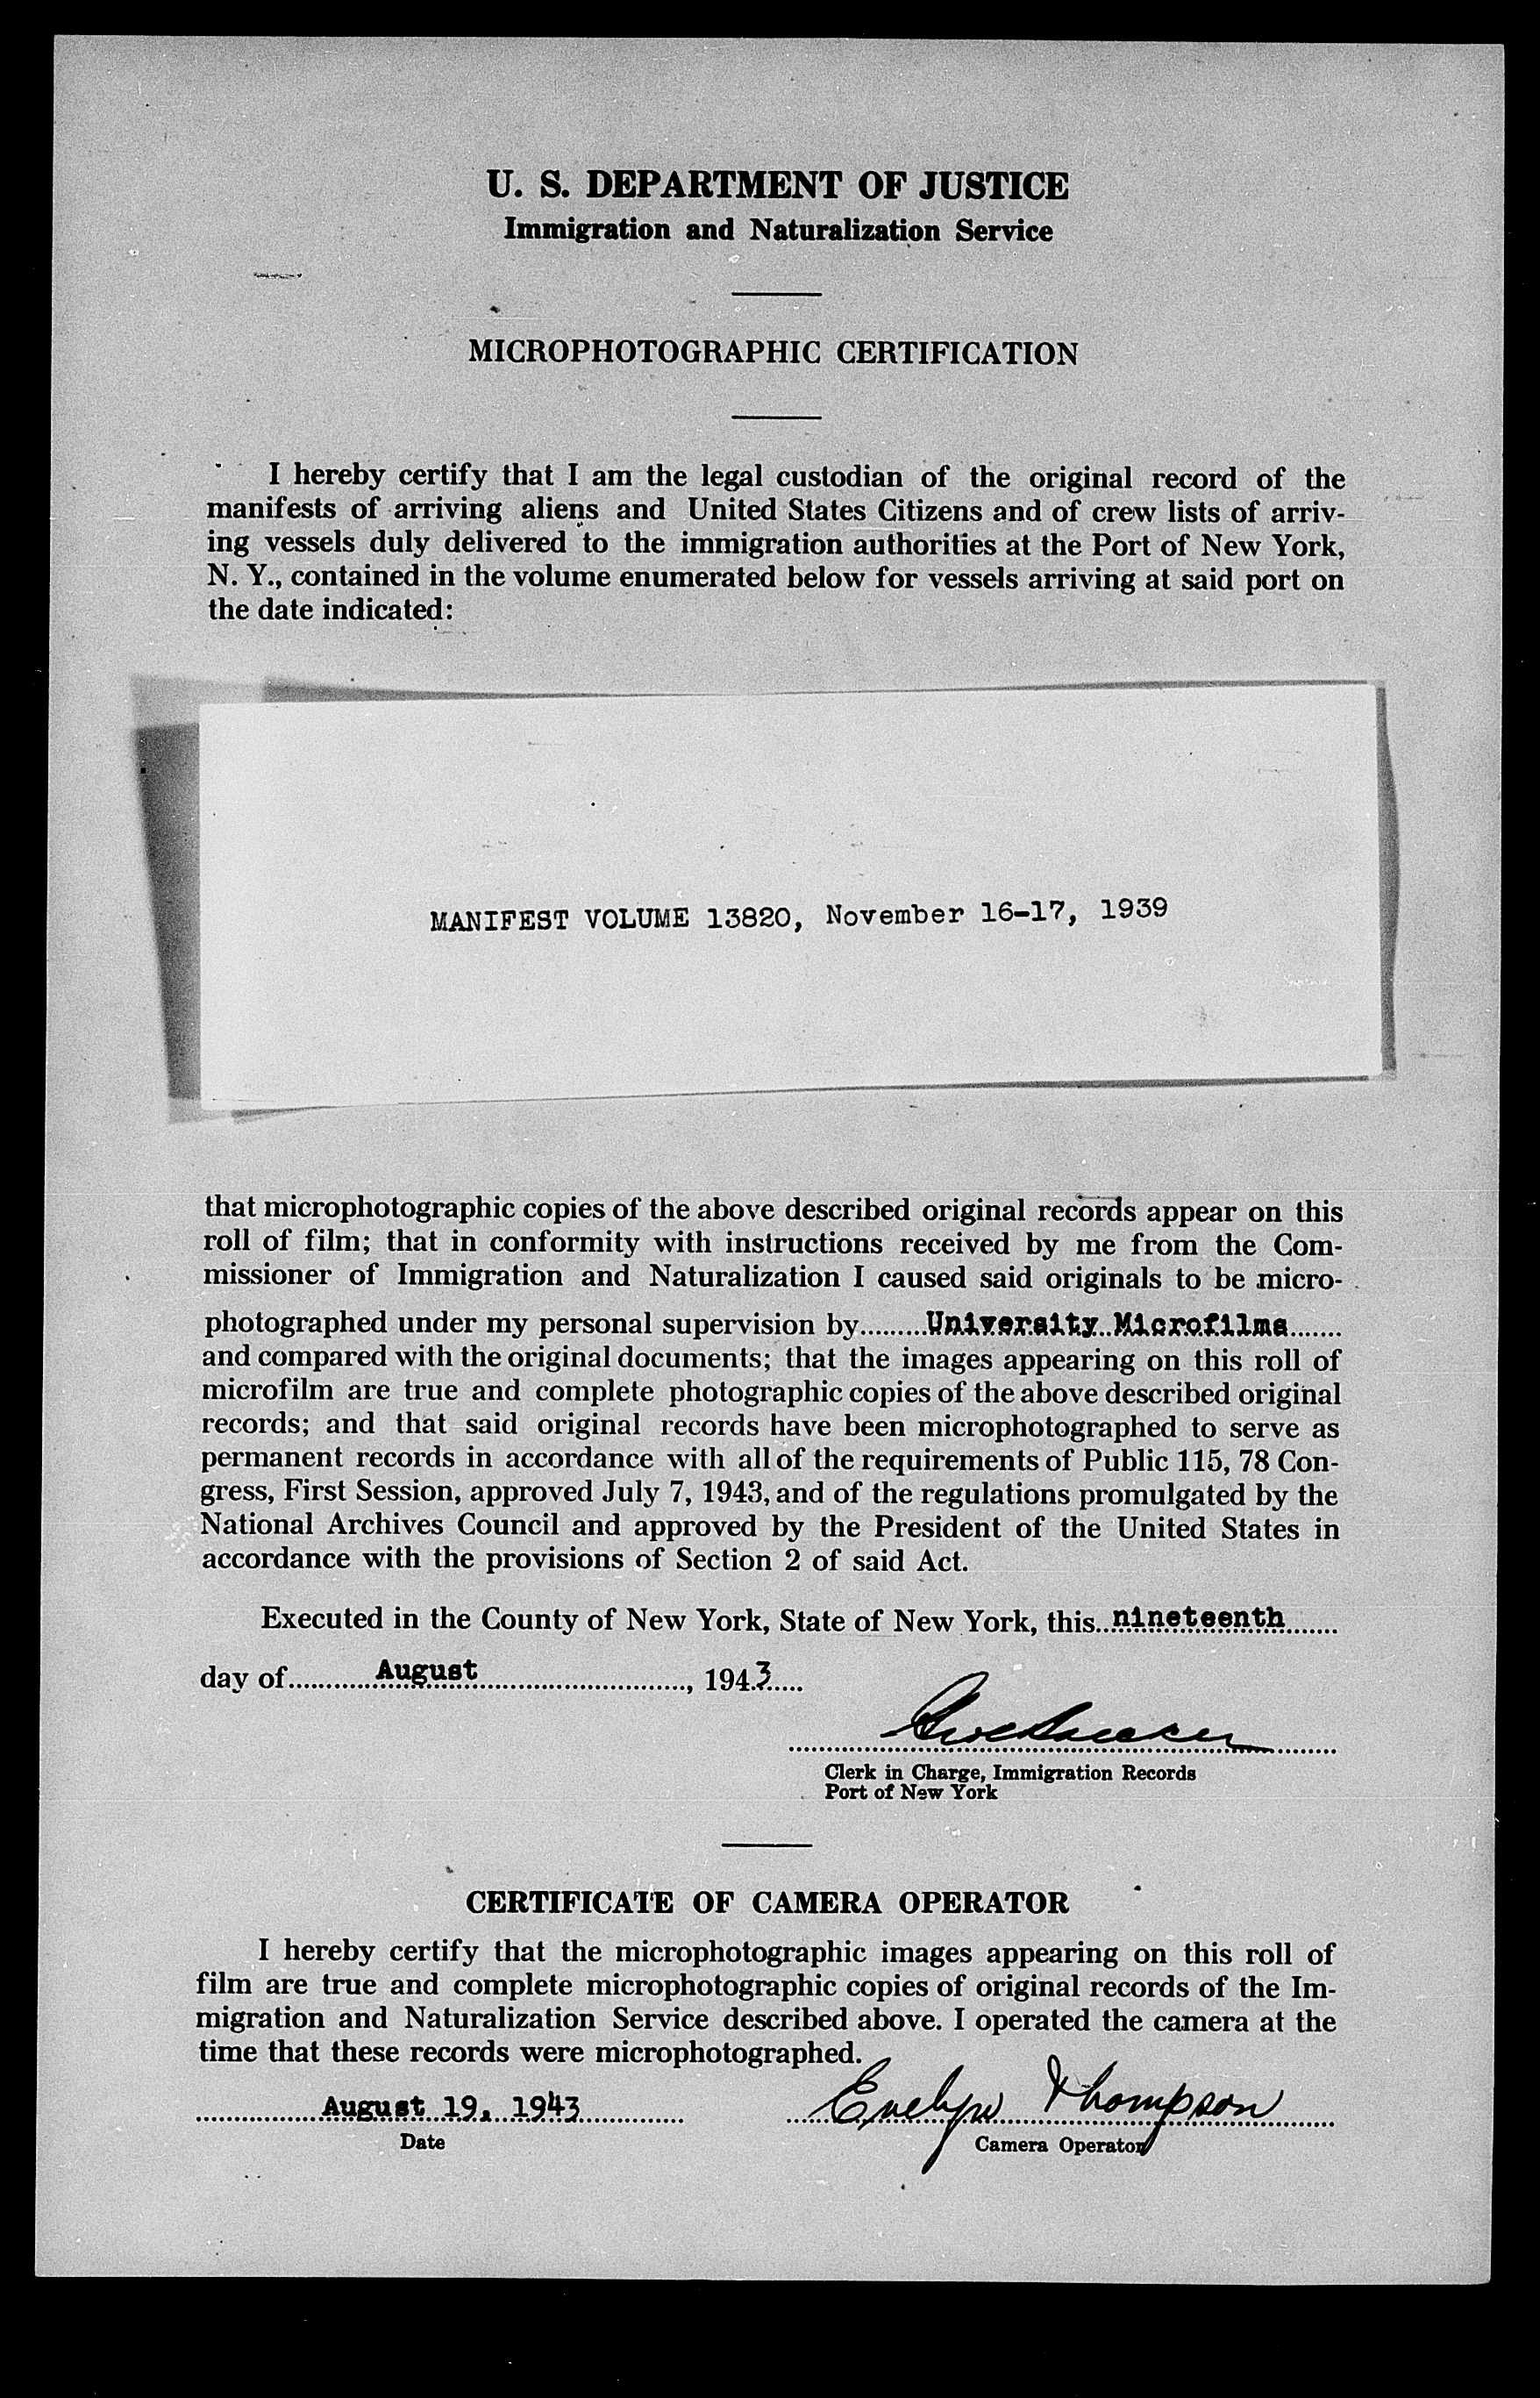 U. S. DEPARTMENT OF JUSTICE
Immigration and Naturalization Service
MICROPHOTOGRAPHIC CERTIFICATION
I hereby certify that I am the legal custodian of the original record of the
manifests of arriving aliens and United States Citizens and of crew lists of arriv-
ing vessels duly delivered to the immigration authorities at the Port of New York,
N. Y., contained in the volume enumerated below for vessels arriving at said port on
the date indicated:
MANIFEST VOLUME 13820, November 16-17, 1939
that microphotographic copies of the above described original records appear on this
roll of film; that in conformity with instructions received by me from the Com-
missioner of Immigration and Naturalization I caused said originals to be micro-
photographed under my personal supervision by University Microfilms
and compared with the original documents; that the images appearing on this roll of
microfilm are true and complete photographic copies of the above described original
records; and that said original records have been microphotographed to serve as
permanent records in accordance with all of the requirements of Public 115, 78 Con-
gress, First Session, approved July 7, 1943, and of the regulations promulgated by the
National Archives Council and approved by the President of the United States in
accordance with the provisions of Section 2 of said Act.
Executed in the County of New York, State of New York, this nineteenth
day of August, 1943
Clerk in Charge, Immigration Records
Port of New York
CERTIFICATE OF CAMERA OPERATOR
I hereby certify that the microphotographic images appearing on this roll of
film are true and complete microphotographic copies of original records of the Im-
migration and Naturalization Service described above. I operated the camera at the
time that these records were microphotographed.
August 19, 1943 Evelyn Thompson
Date Camera Operator